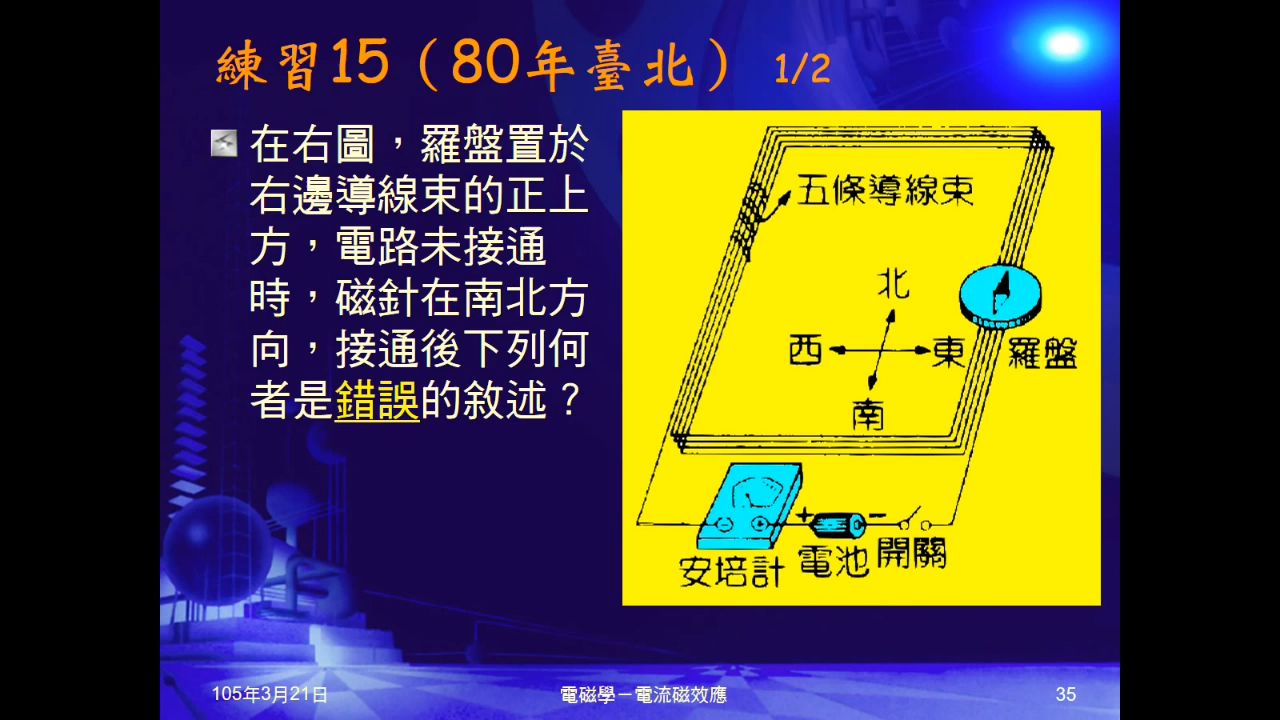 練習15（80年臺北） 1/2
在右圖，羅盤置於
右邊導線束的正上
方，電路未接通
時，磁針在南北方
向，接通後下列何
者是錯誤的敘述？
五條導線束
北
西 東 羅盤
南
+ −
安培計 電池 開關
105年3月21日 電磁學－電流磁效應 35